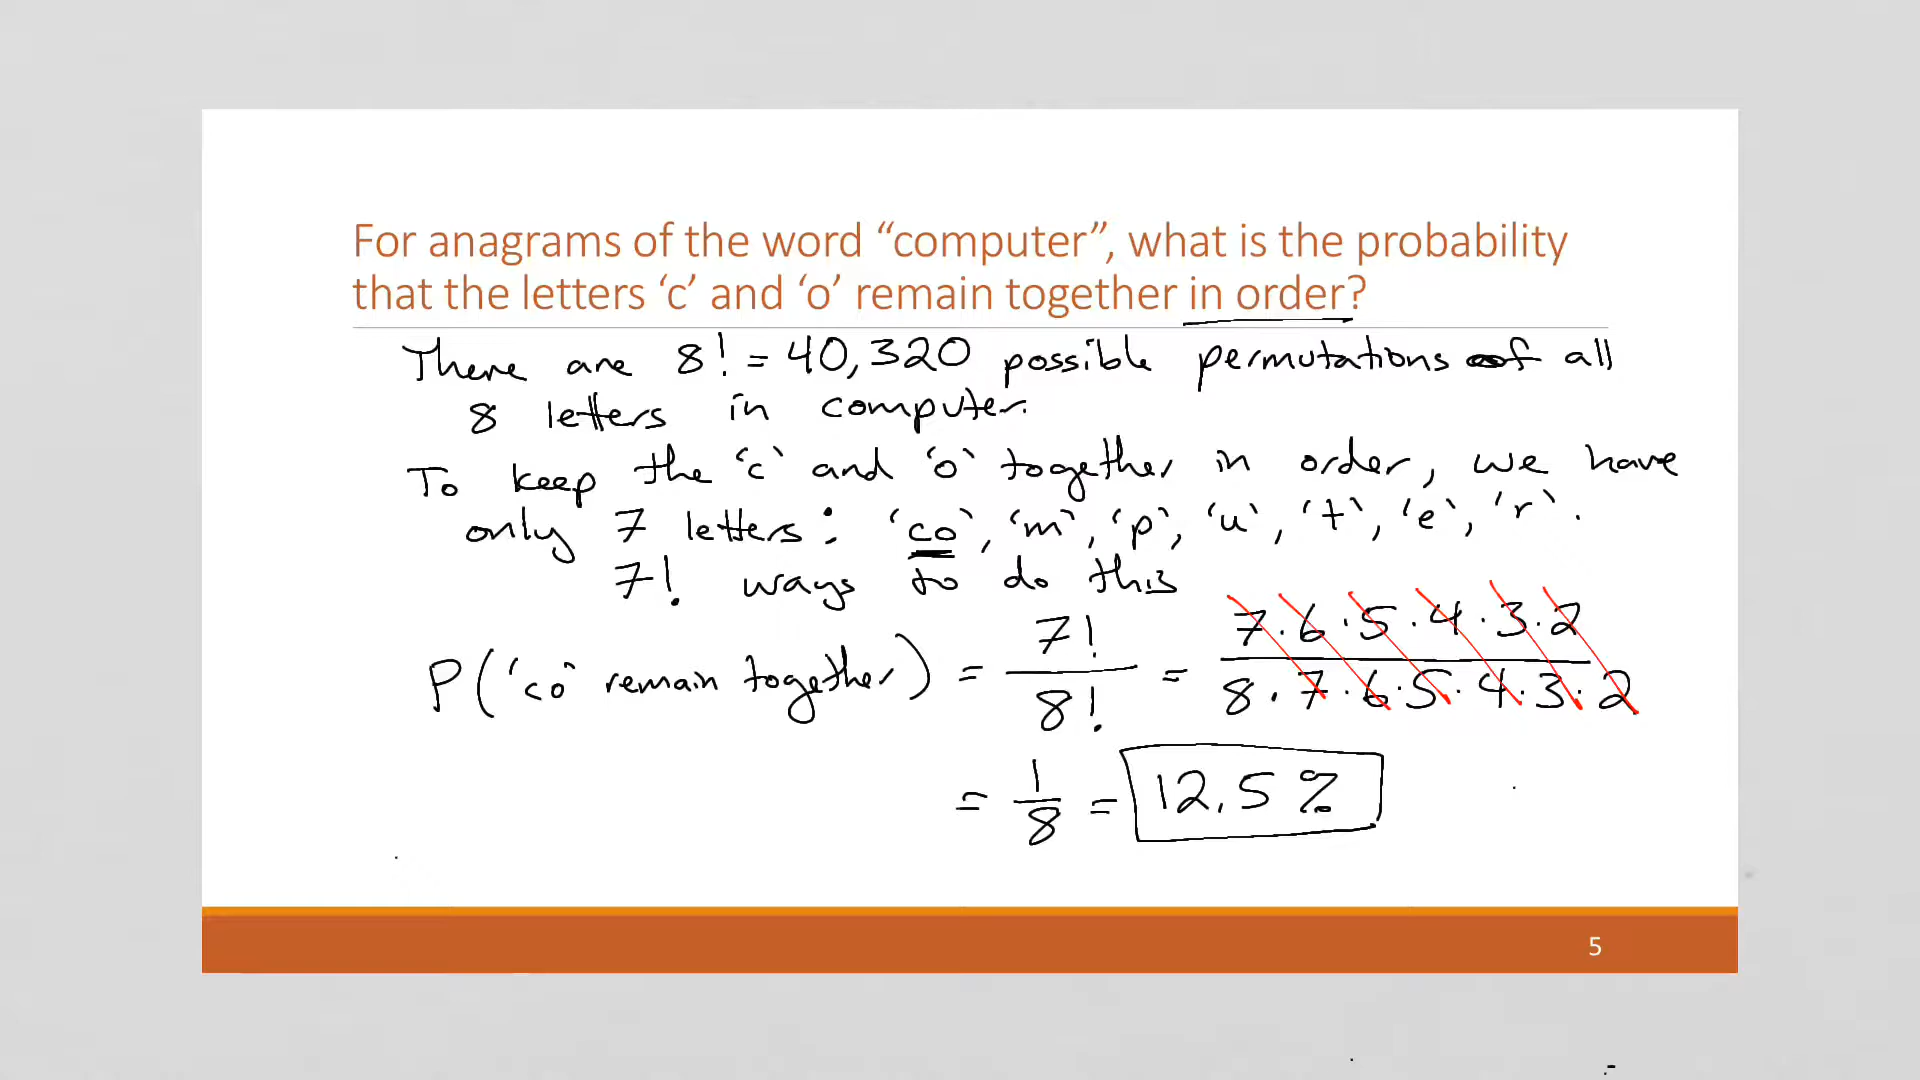 For anagrams of the word “computer”, what is the probability
that the letters ‘c’ and ‘o’ remain together in order?
There are 8! = 40,320 possible permutations of all
8 letters in computer.
To keep the 'c' and 'o' together in order, we have
only 7 letters: 'co', 'm', 'p', 'u', 't', 'e', 'r'.
7! ways to do this
P('co' remain together) = 7!/8! = 7·6·5·4·3·2/8·7·6·5·4·3·2
= 1/8 = 12.5%
5